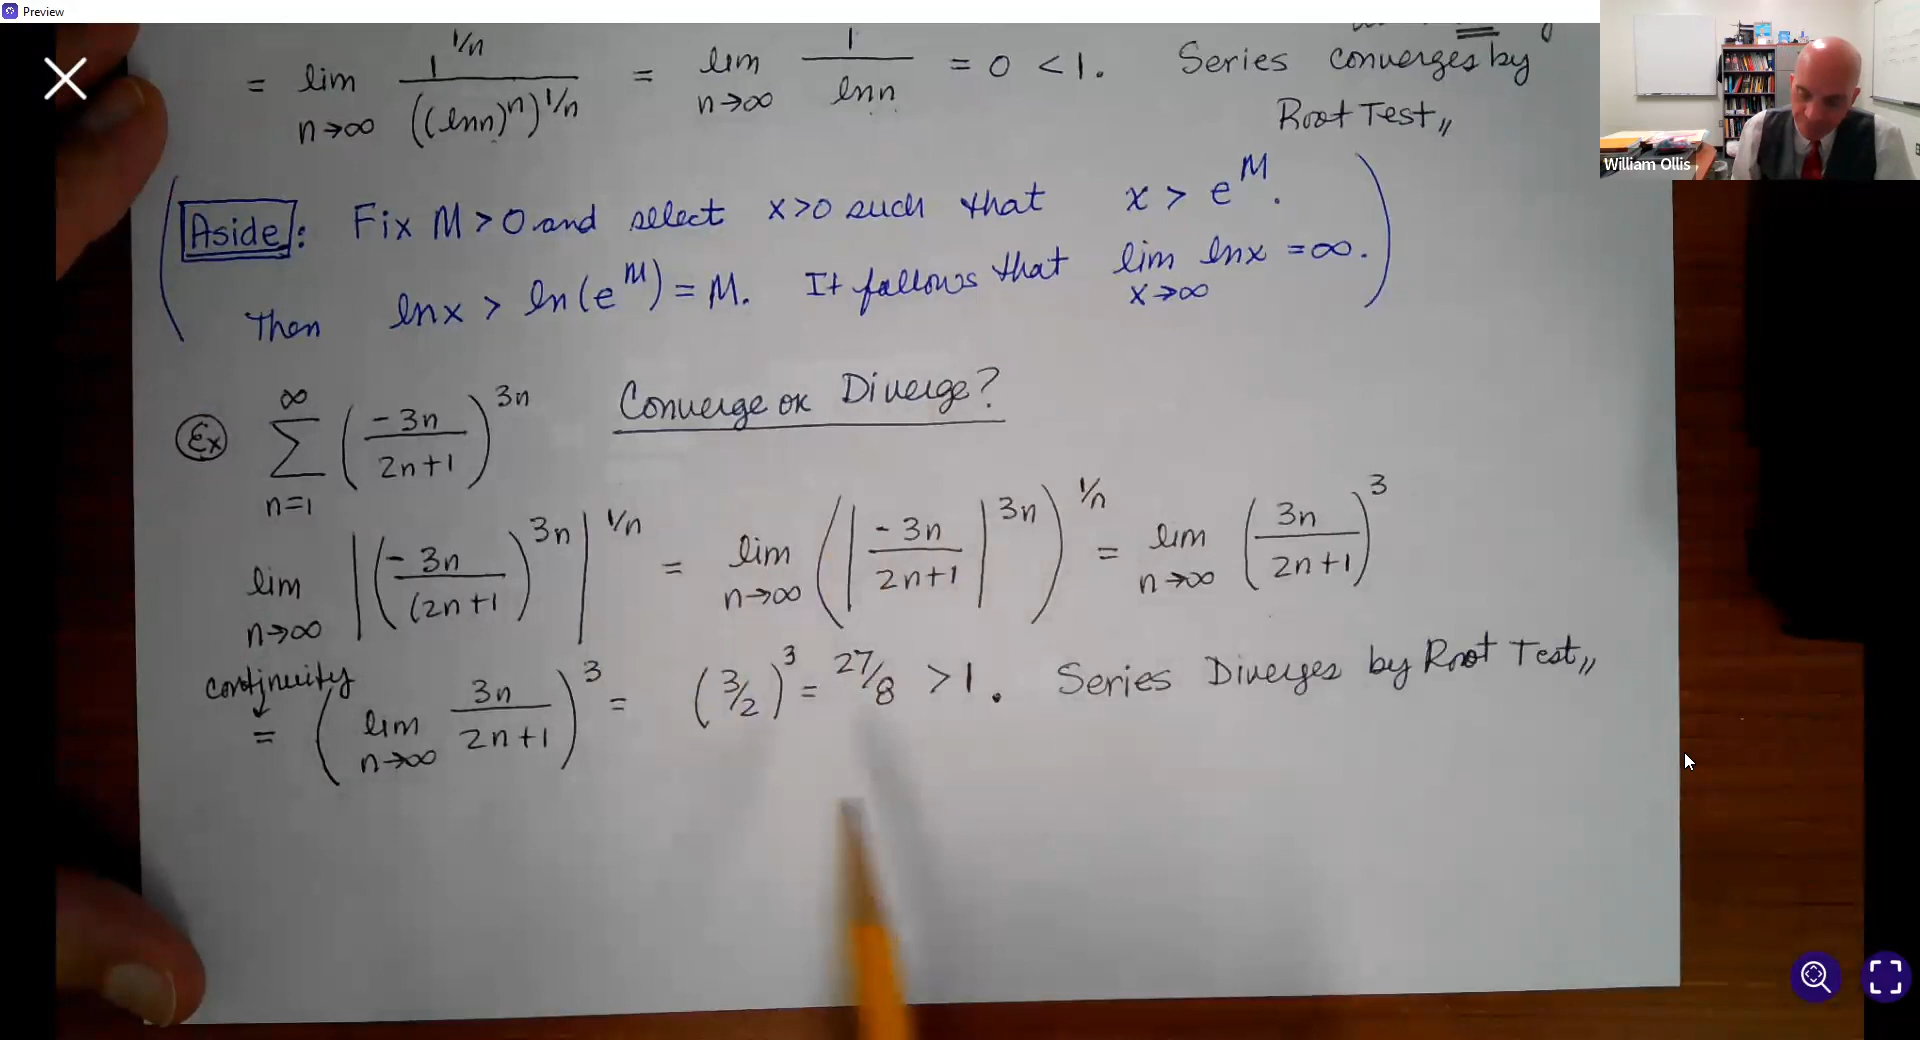 Preview
= lim n→∞ 1^{1/n} / ((ln n)^n)^{1/n} = lim n→∞ 1 / ln n = 0 < 1. Series converges by
Root Test,,
William Ollis
(Aside: Fix M > 0 and select x > 0 such that x > e^M.
Then ln x > ln(e^M) = M. It follows that lim x→∞ ln x = ∞.)
Ex ∑ n=1 ∞ (-3n / 2n+1)^{3n} Converge or Diverge?
lim n→∞ |(-3n / (2n+1)^{3n}|^{1/n} = lim n→∞ (|-3n / 2n+1|^{3n})^{1/n} = lim n→∞ (3n / 2n+1)^3
continuity
= (lim n→∞ 3n / 2n+1)^3 = (3/2)^3 = 27/8 > 1. Series Diverges by Root Test,,